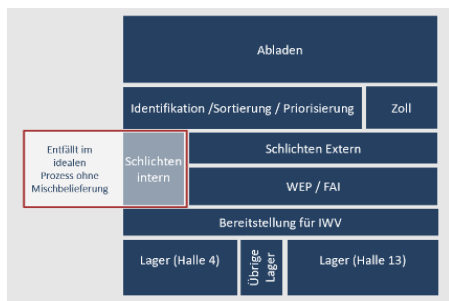 Abladen
Identifikation /Sortierung / Priorisierung
Zoll
Entfällt im
idealen
Prozess ohne
Mischbelieferung
Schlichten
intern
Schlichten Extern
WEP / FAI
Bereitstellung für IWV
Lager (Halle 4)
Übrige
Lager
Lager (Halle 13)